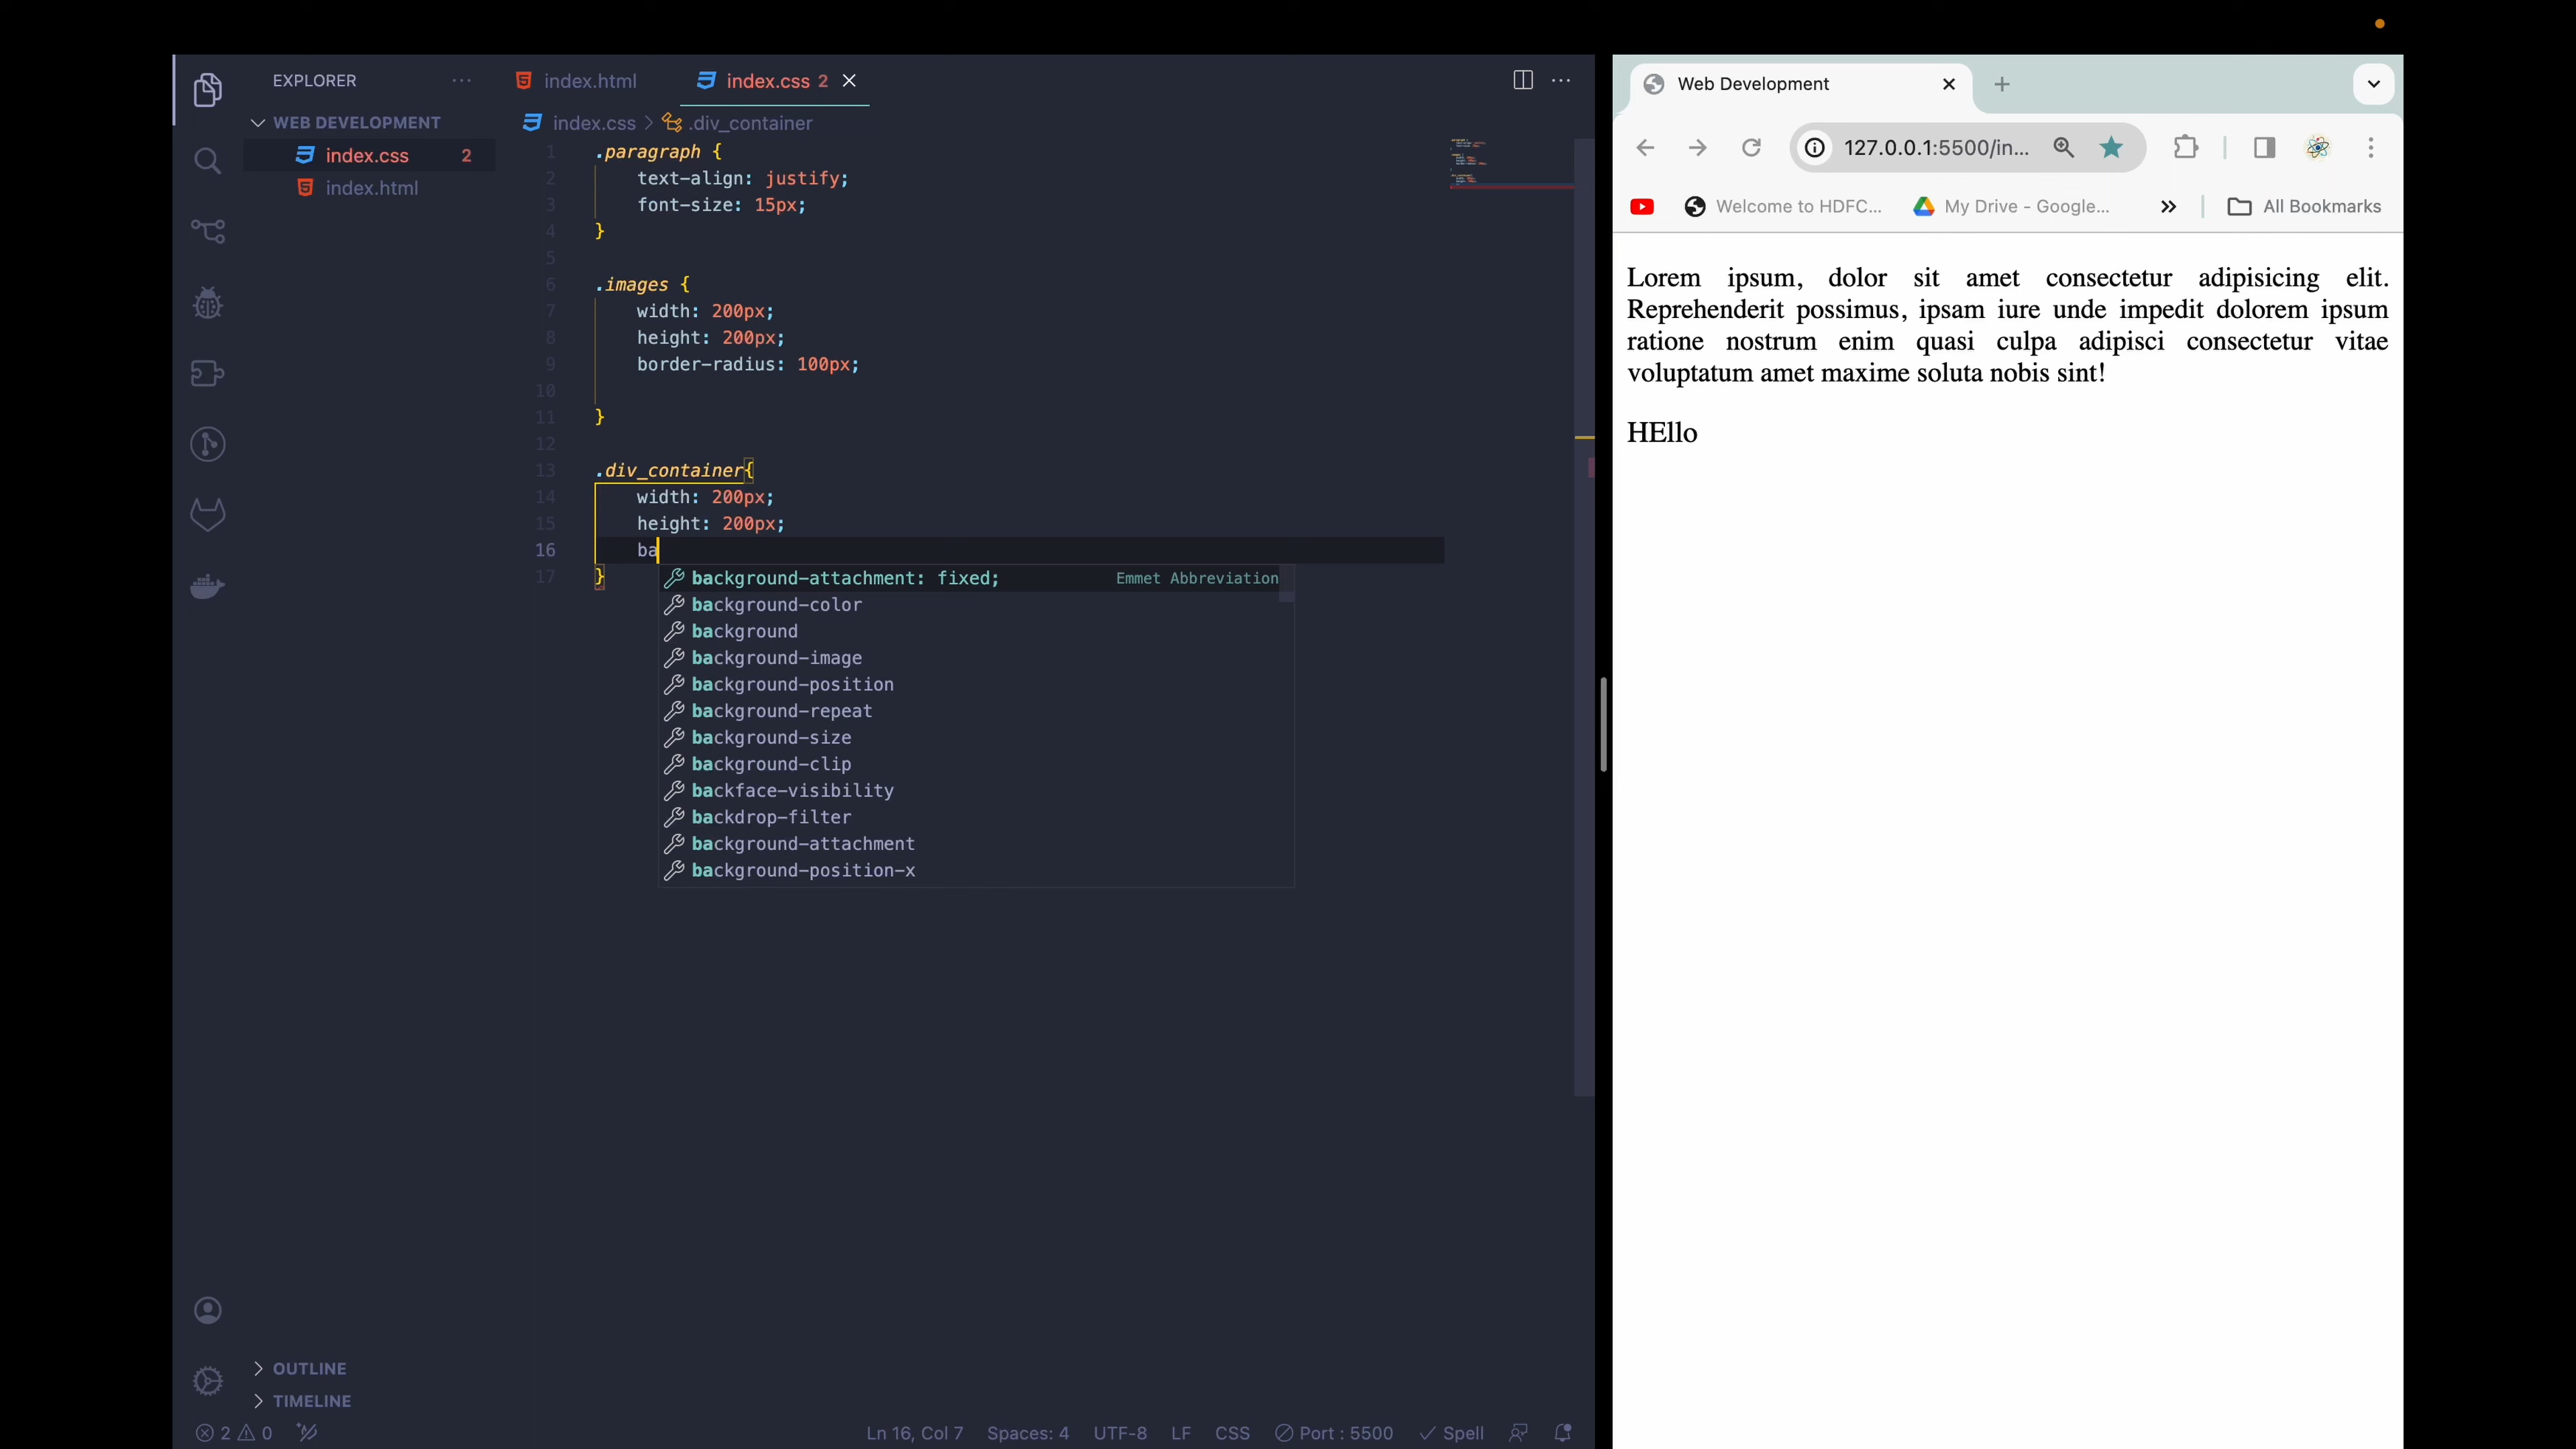 EXPLORER
WEB DEVELOPMENT
index.css 2
index.html
OUTLINE
TIMELINE
index.html
index.css 2
index.css > .div_container
1 .paragraph {
2 text-align: justify;
3 font-size: 15px;
4 }
5
6 .images {
7 width: 200px;
8 height: 200px;
9 border-radius: 100px;
10
11 }
12
13 .div_container{
14 width: 200px;
15 height: 200px;
16 ba
17 }
background-attachment: fixed; Emmet Abbreviation
background-color
background
background-image
background-position
background-repeat
background-size
background-clip
backface-visibility
backdrop-filter
background-attachment
background-position-x
2 0 Ln 16, Col 7 Spaces: 4 UTF-8 LF CSS Port : 5500 Spell
Web Development
127.0.0.1:5500/in...
Welcome to HDFC... My Drive - Google... » All Bookmarks
Lorem ipsum, dolor sit amet consectetur adipisicing elit.
Reprehenderit possimus, ipsam iure unde impedit dolorem ipsum
ratione nostrum enim quasi culpa adipisci consectetur vitae
voluptatum amet maxime soluta nobis sint!
HEllo